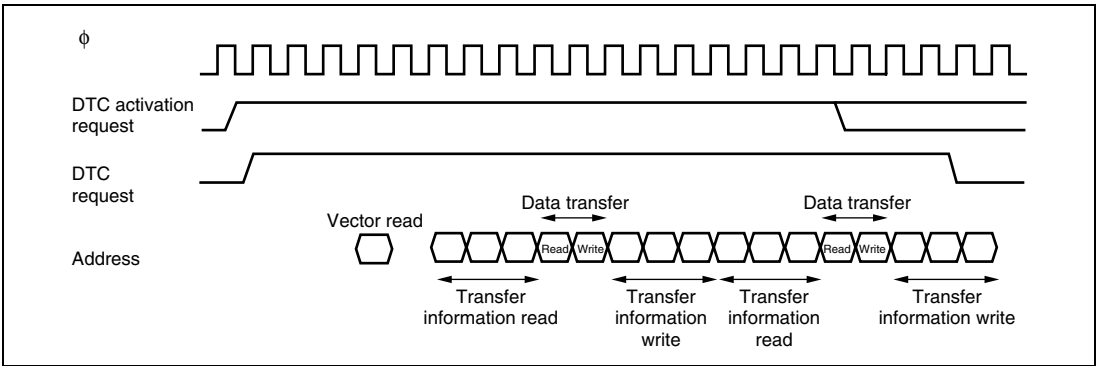 ϕ
DTC activation
request
DTC
request
Data transfer
Data transfer
Vector read
Address
Read
Write
Read
Write
Transfer
information read
Transfer
information
write
Transfer
information
read
Transfer
information write